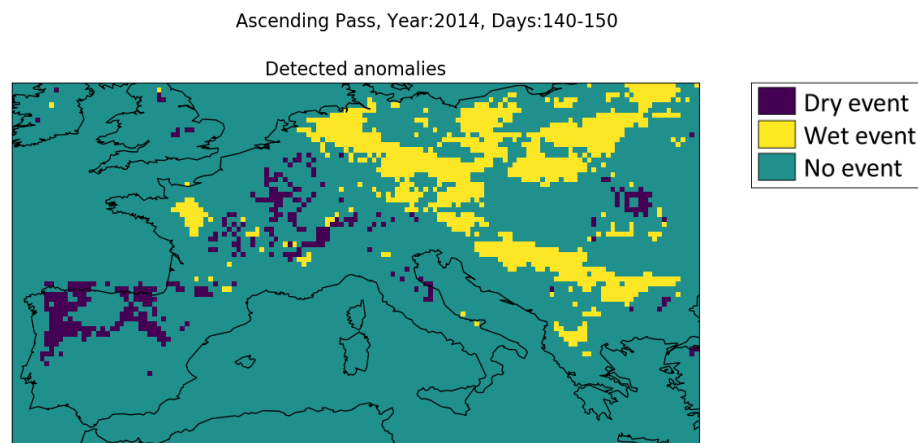 Ascending Pass, Year:2014, Days:140-150
Detected anomalies
Dry event
Wet event
No event